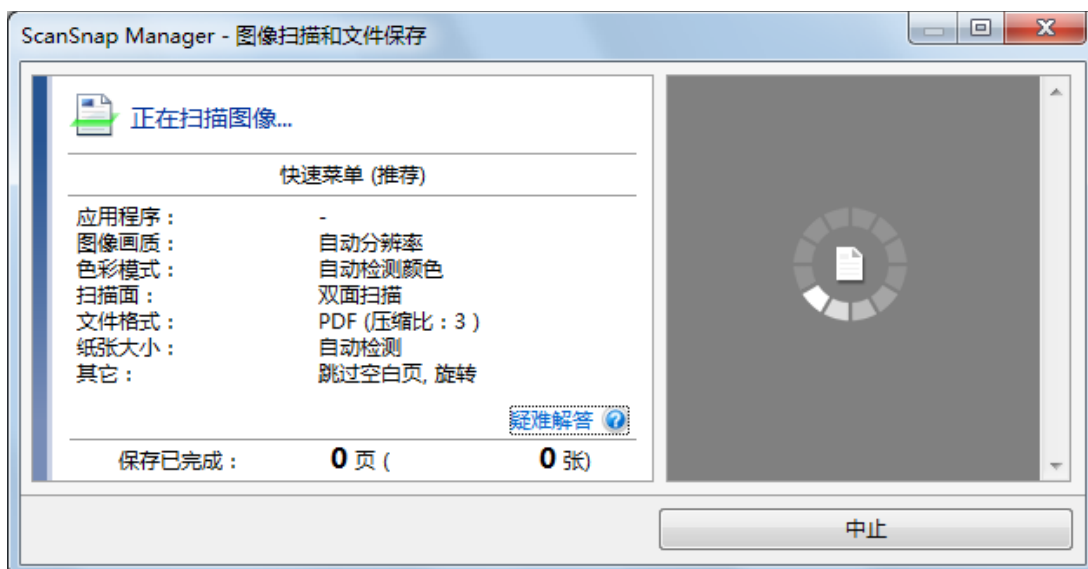 ScanSnap Manager - 图像扫描和文件保存
正在扫描图像...
快速菜单 (推荐)
应用程序： -
图像画质： 自动分辨率
色彩模式： 自动检测颜色
扫描面： 双面扫描
文件格式： PDF (压缩比：3 )
纸张大小： 自动检测
其它： 跳过空白页, 旋转
疑难解答 ?
保存已完成： 0 页 ( 0 张)
中止